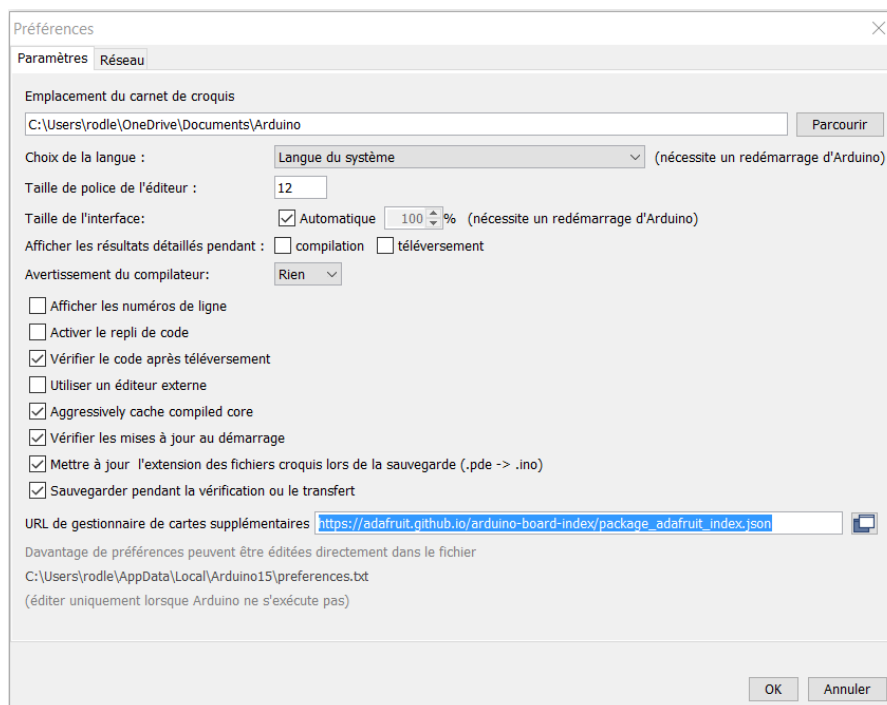 Préférences
Paramètres Réseau
Emplacement du carnet de croquis
C:\Users\rodle\OneDrive\Documents\Arduino Parcourir
Choix de la langue : Langue du système (nécessite un redémarrage d'Arduino)
Taille de police de l'éditeur : 12
Taille de l'interface: Automatique 100 % (nécessite un redémarrage d'Arduino)
Afficher les résultats détaillés pendant : compilation téléversement
Avertissement du compilateur: Rien
Afficher les numéros de ligne
Activer le repli de code
Vérifier le code après téléversement
Utiliser un éditeur externe
Aggressively cache compiled core
Vérifier les mises à jour au démarrage
Mettre à jour  l'extension des fichiers croquis lors de la sauvegarde (.pde -> .ino)
Sauvegarder pendant la vérification ou le transfert
URL de gestionnaire de cartes supplémentaires https://adafruit.github.io/arduino-board-index/package_adafruit_index.json
Davantage de préférences peuvent être éditées directement dans le fichier
C:\Users\rodle\AppData\Local\Arduino15\preferences.txt
(éditer uniquement lorsque Arduino ne s'exécute pas)
OK Annuler